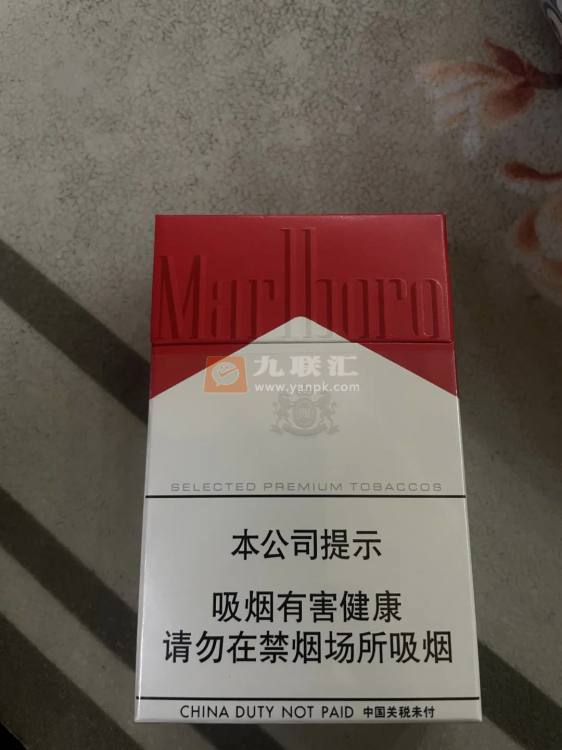 Marlboro
九联汇
www.yanpk.com
SELECTED PREMIUM TOBACCOS
本公司提示
吸烟有害健康
请勿在禁烟场所吸烟
CHINA DUTY NOT PAID 中国关税未付